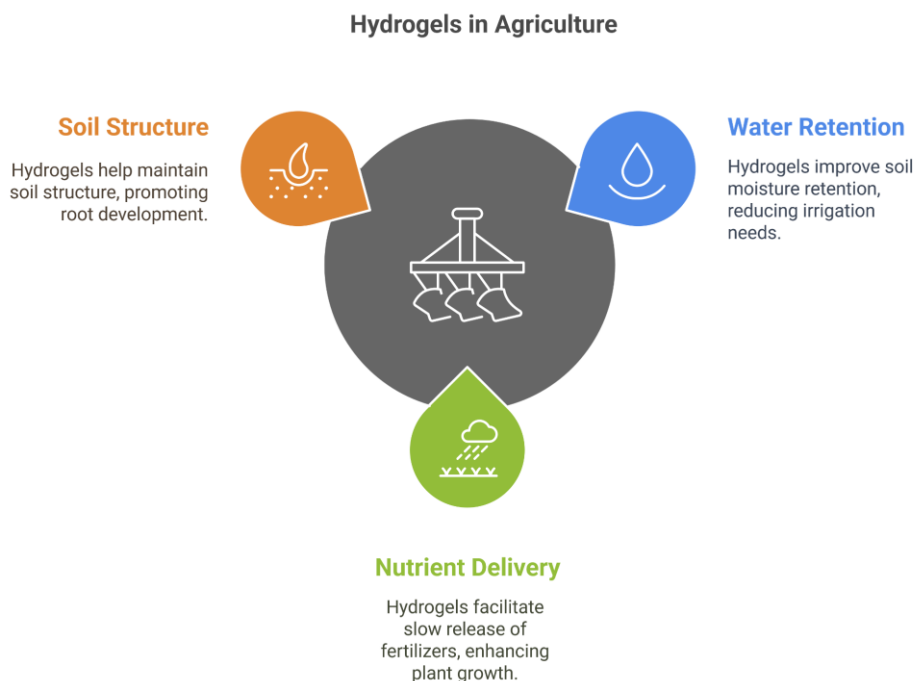 Hydrogels in Agriculture
Soil Structure
Hydrogels help maintain
soil structure, promoting
root development.
Water Retention
Hydrogels improve soil
moisture retention,
reducing irrigation
needs.
Nutrient Delivery
Hydrogels facilitate
slow release of
fertilizers, enhancing
plant growth.